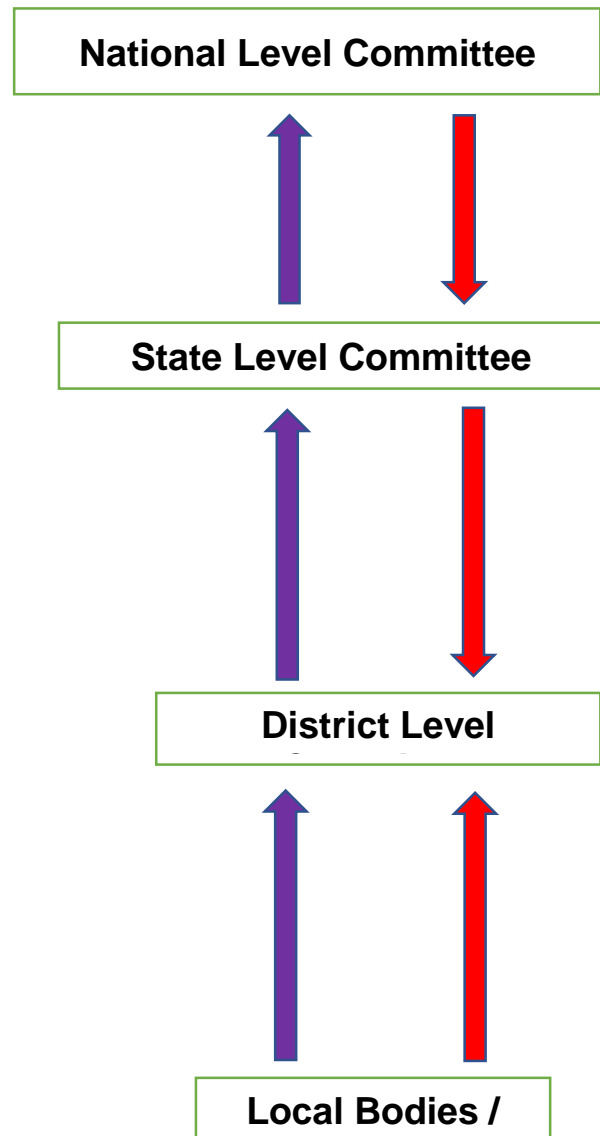 National Level Committee
State Level Committee
District Level
Local Bodies /